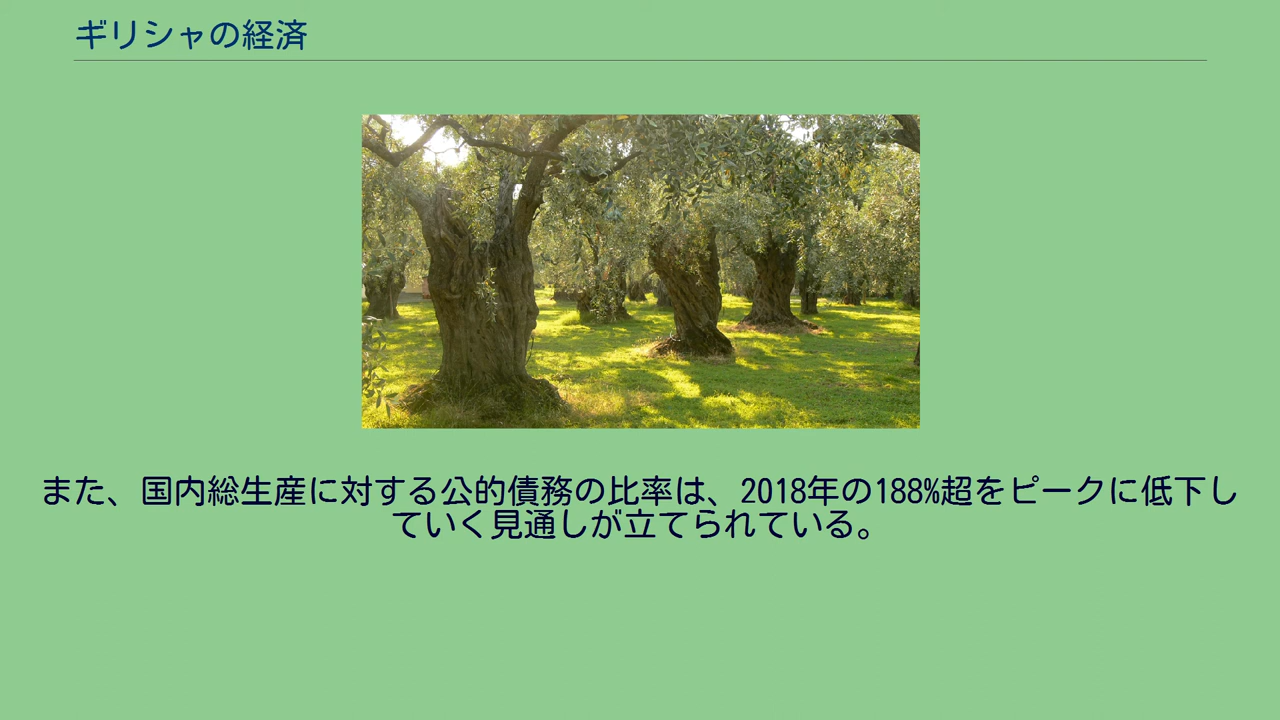 ギリシャの経済
また、国内総生産に対する公的債務の比率は、2018年の188%超をピークに低下し
ていく見通しが立てられている。